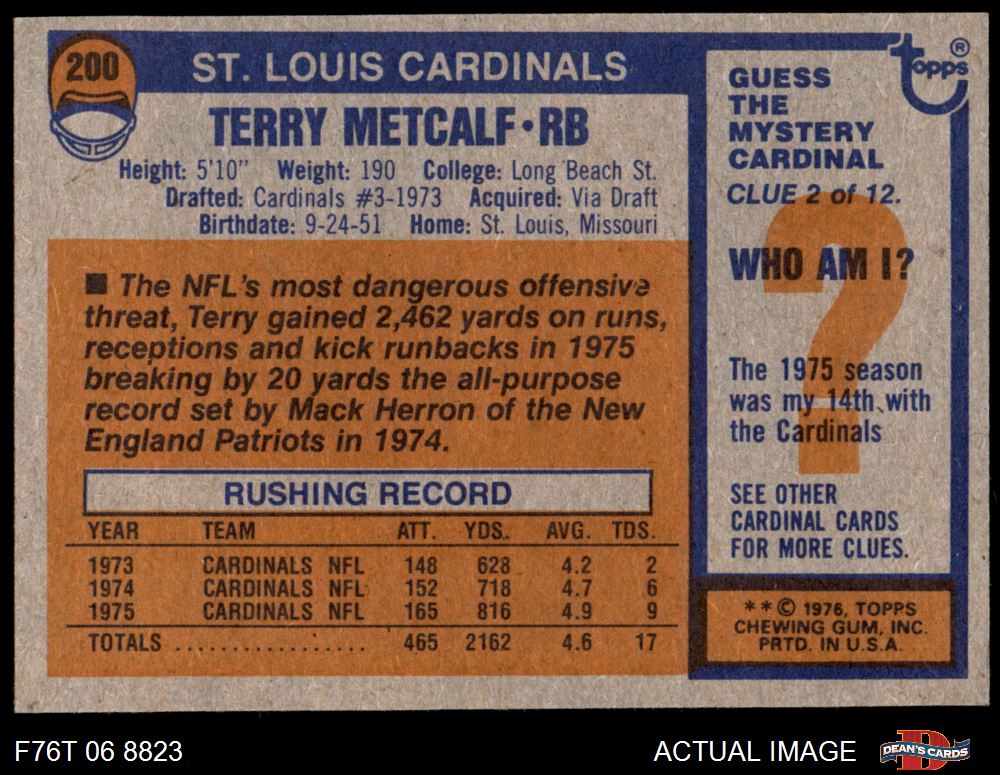 200
ST. LOUIS CARDINALS
TERRY METCALF•RB
Height: 5'10" Weight: 190 College: Long Beach St.
Drafted: Cardinals #3-1973 Acquired: Via Draft
Birthdate: 9-24-51 Home: St. Louis, Missouri
■ The NFL's most dangerous offensive
threat, Terry gained 2,462 yards on runs,
receptions and kick runbacks in 1975
breaking by 20 yards the all-purpose
record set by Mack Herron of the New
England Patriots in 1974.
RUSHING RECORD
YEAR TEAM ATT. YDS. AVG. TDS.
1973 CARDINALS NFL 148 628 4.2 2
1974 CARDINALS NFL 152 718 4.7 6
1975 CARDINALS NFL 165 816 4.9 9
TOTALS ................. 465 2162 4.6 17
topps®
GUESS
THE
MYSTERY
CARDINAL
CLUE 2 of 12.
WHO AM I?
?
The 1975 season
was my 14th with
the Cardinals
SEE OTHER
CARDINAL CARDS
FOR MORE CLUES.
**© 1976, TOPPS
CHEWING GUM, INC.
PRTD. IN U.S.A.
F76T 06 8823
ACTUAL IMAGE
D
DEAN'S CARDS